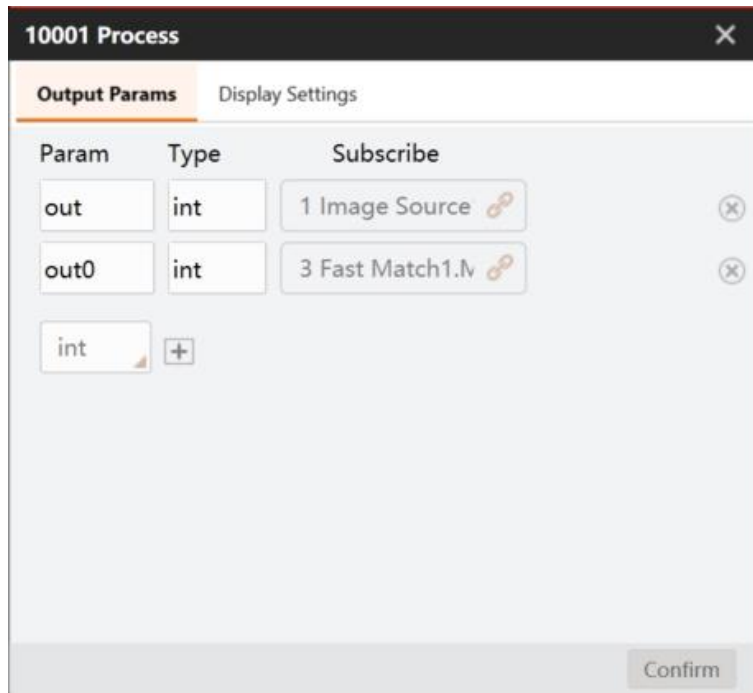 10001 Process
Output Params Display Settings
Param Type Subscribe
out int 1 Image Source
out0 int 3 Fast Match1.
int
Confirm